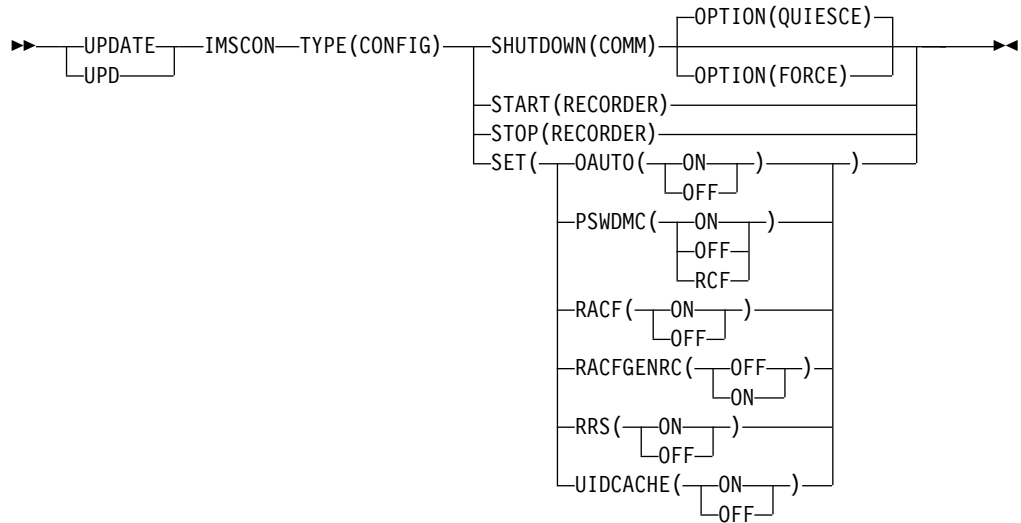 OPTION(QUIESCE)
UPDATE IMSCON TYPE(CONFIG) SHUTDOWN(COMM)
UPD OPTION(FORCE)
START(RECORDER)
STOP(RECORDER)
SET( OAUTO( ON ) )
OFF
PSWDMC( ON )
OFF
RCF
RACF( ON )
OFF
RACFGENRC( OFF )
ON
RRS( ON )
OFF
UIDCACHE( ON )
OFF